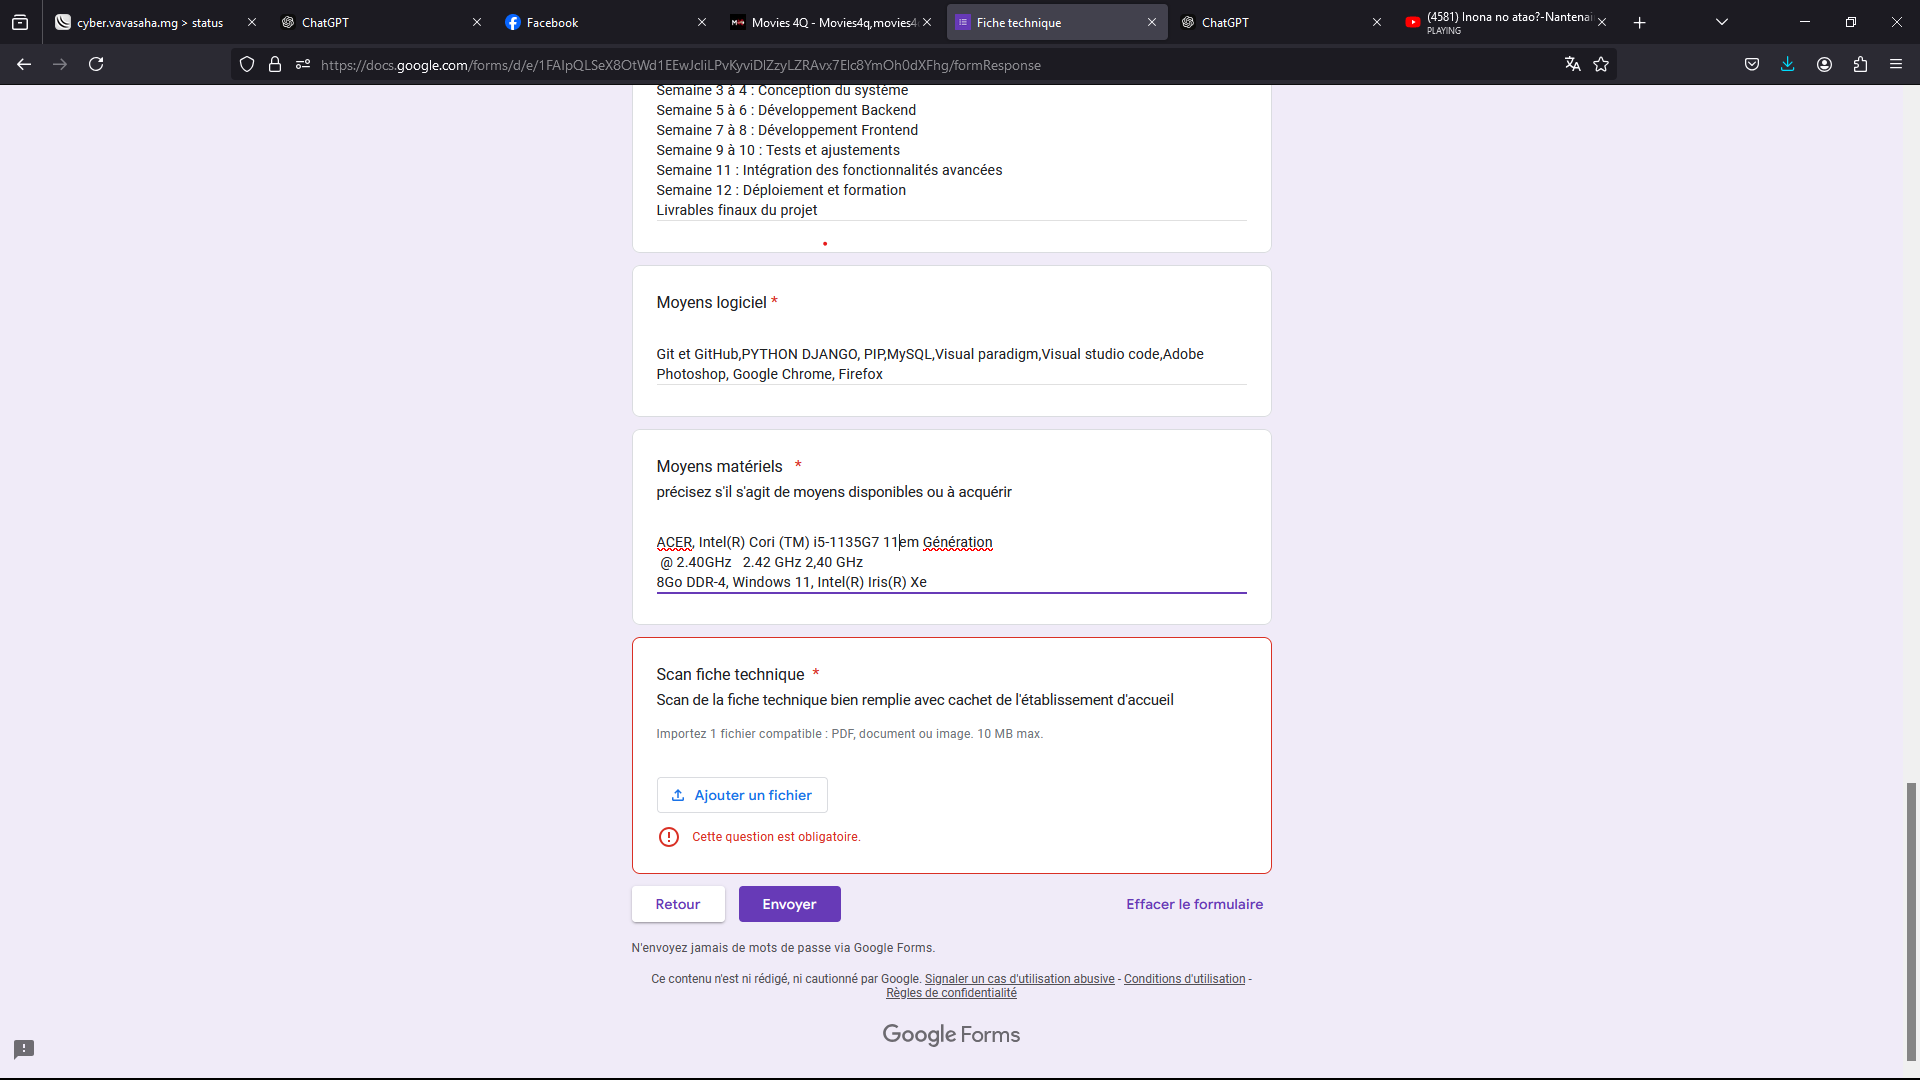 cyber.vavasaha.mg > status
ChatGPT
Facebook
Movies 4Q - Movies4q,movies4
Fiche technique
ChatGPT
(4581) Inona no atao?-Nantenai
PLAYING
https://docs.google.com/forms/d/e/1FAIpQLSeX8OtWd1EEwJcliLPvKyviDlZzyLZRAvx7Elc8YmOh0dXFhg/formResponse
Semaine 3 à 4 : Conception du système
Semaine 5 à 6 : Développement Backend
Semaine 7 à 8 : Développement Frontend
Semaine 9 à 10 : Tests et ajustements
Semaine 11 : Intégration des fonctionnalités avancées
Semaine 12 : Déploiement et formation
Livrables finaux du projet
Moyens logiciel *
Git et GitHub,PYTHON DJANGO, PIP,MySQL,Visual paradigm,Visual studio code,Adobe
Photoshop, Google Chrome, Firefox
Moyens matériels *
précisez s'il s'agit de moyens disponibles ou à acquérir
ACER, Intel(R) Cori (TM) i5-1135G7 11em Génération
@ 2.40GHz 2.42 GHz 2,40 GHz
8Go DDR-4, Windows 11, Intel(R) Iris(R) Xe
Scan fiche technique *
Scan de la fiche technique bien remplie avec cachet de l'établissement d'accueil
Importez 1 fichier compatible : PDF, document ou image. 10 MB max.
Ajouter un fichier
Cette question est obligatoire.
Retour
Envoyer
Effacer le formulaire
N'envoyez jamais de mots de passe via Google Forms.
Ce contenu n'est ni rédigé, ni cautionné par Google. Signaler un cas d'utilisation abusive - Conditions d'utilisation -
Règles de confidentialité
Google Forms